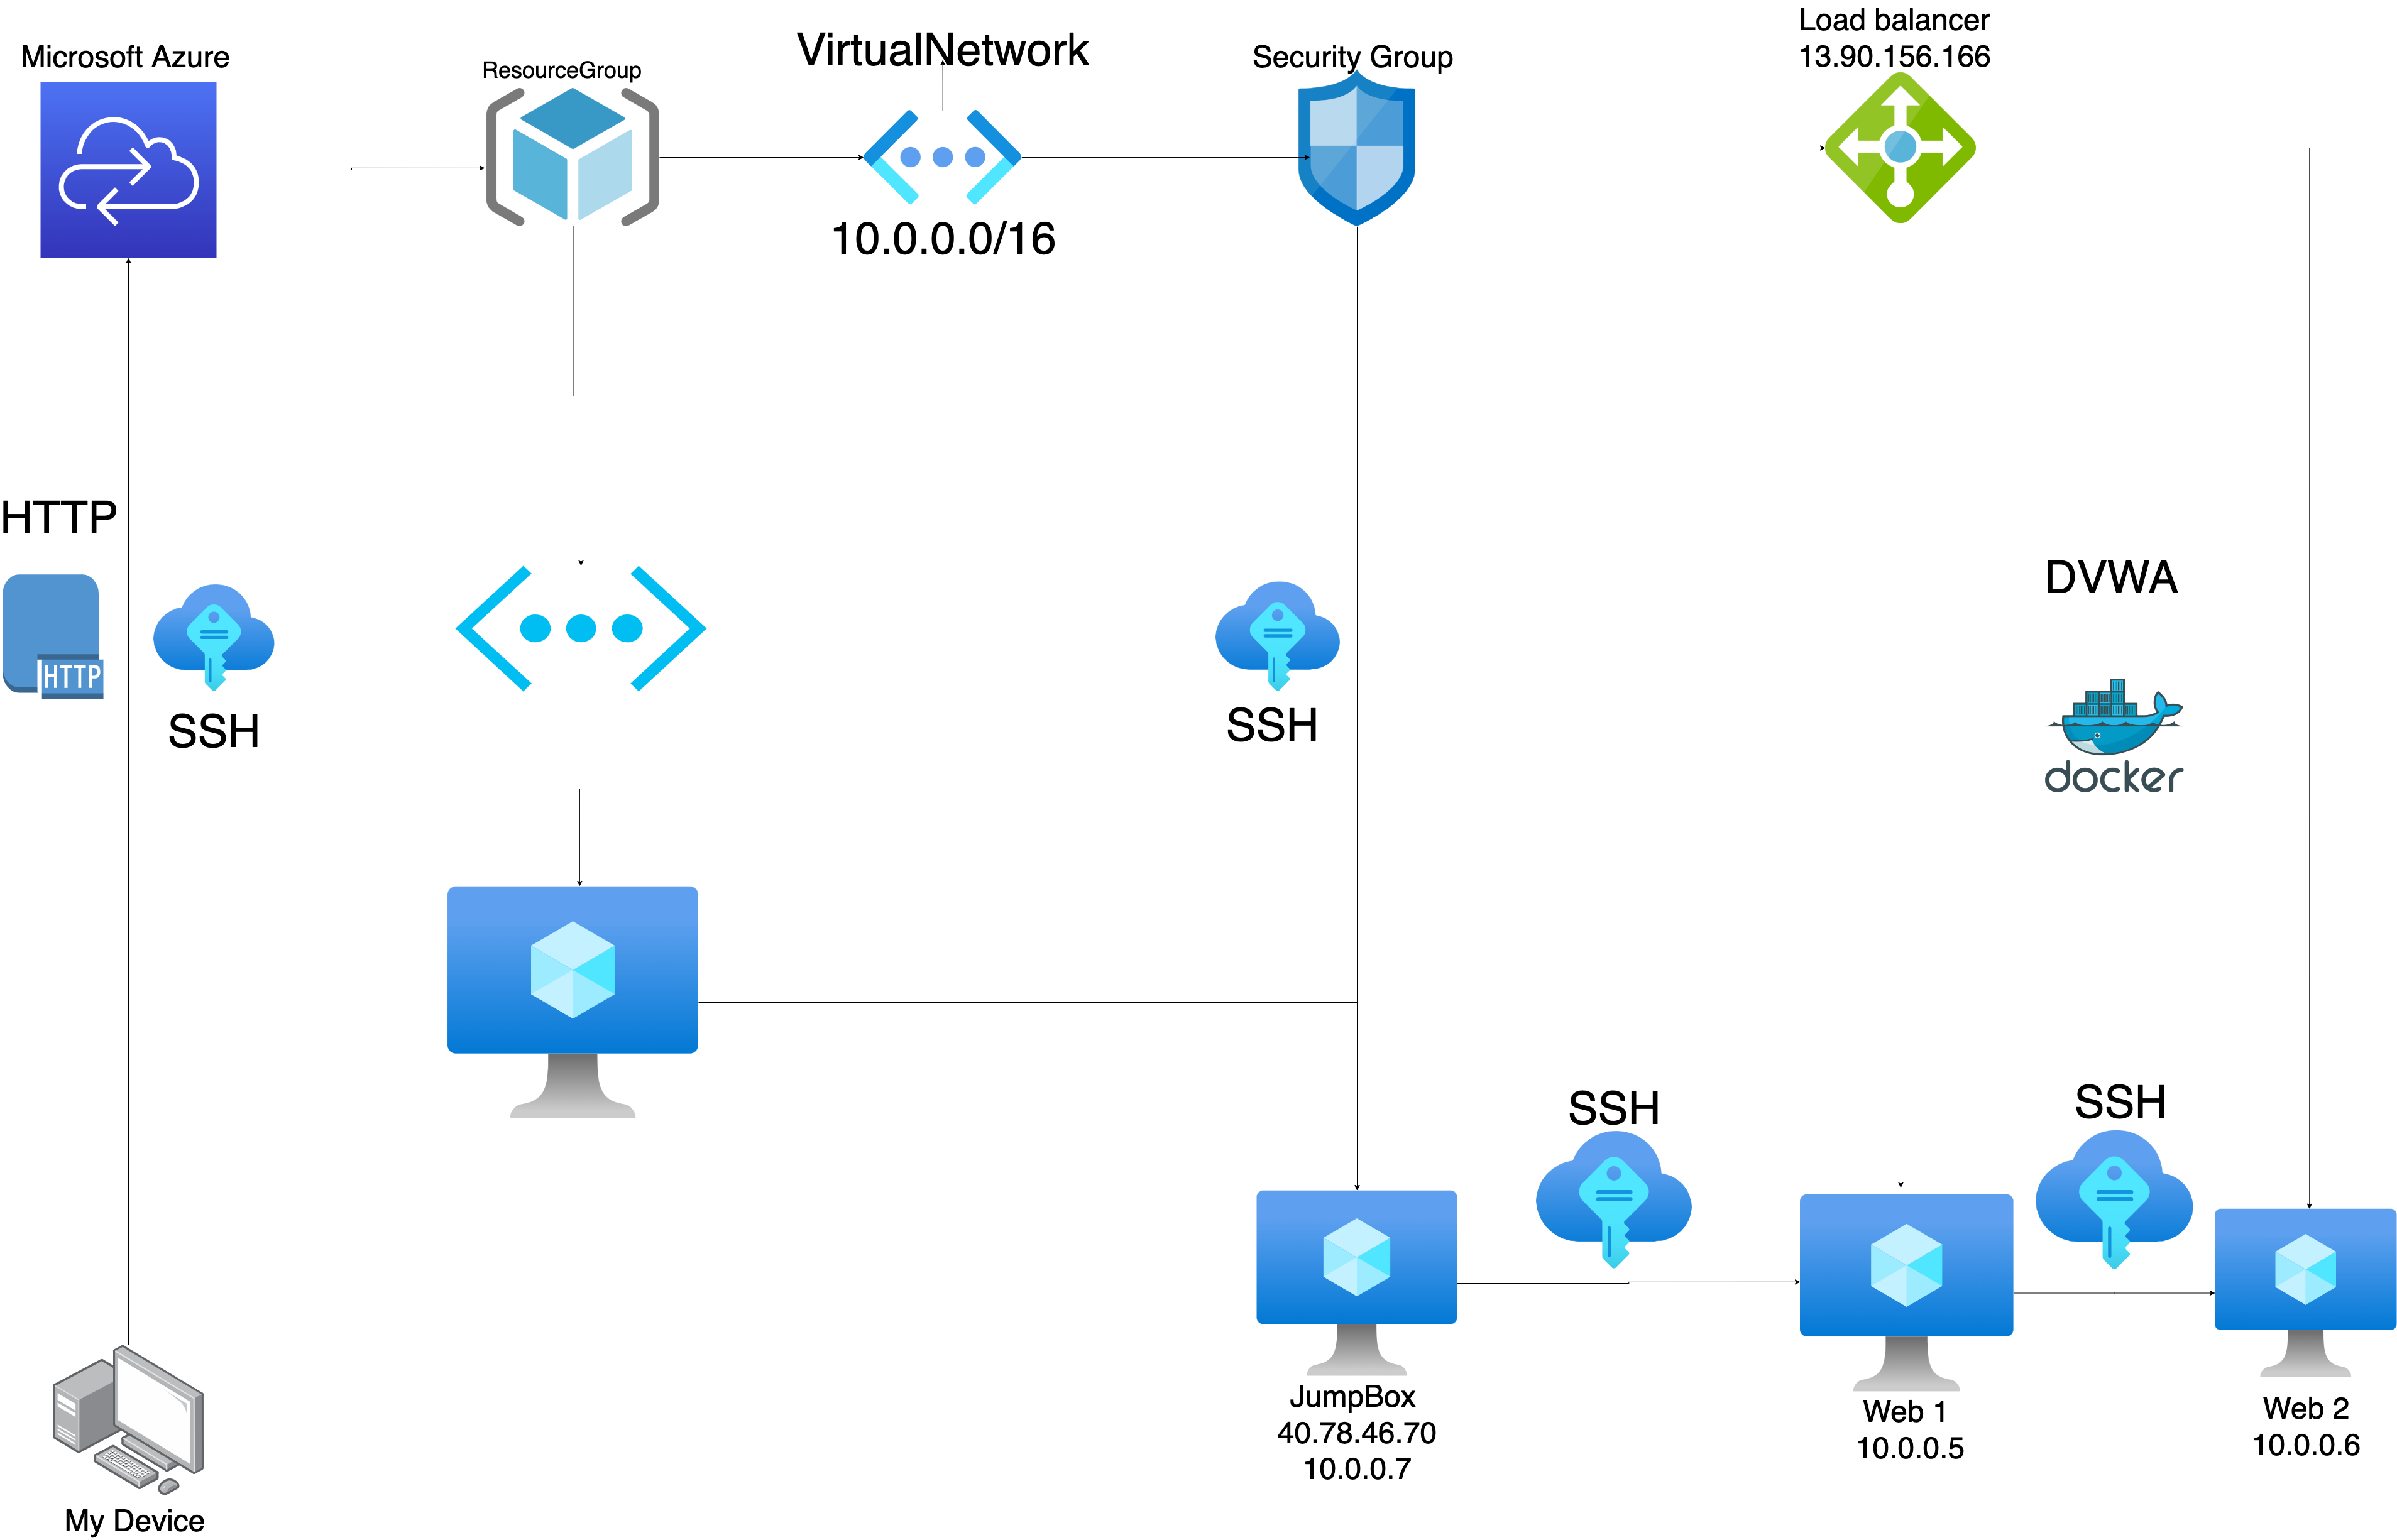 Microsoft Azure
ResourceGroup
VirtualNetwork
10.0.0.0/16
Security Group
Load balancer
13.90.156.166
HTTP
HTTP
SSH
SSH
DVWA
docker
SSH
SSH
JumpBox
40.78.46.70
10.0.0.7
Web 1
10.0.0.5
Web 2
10.0.0.6
My Device